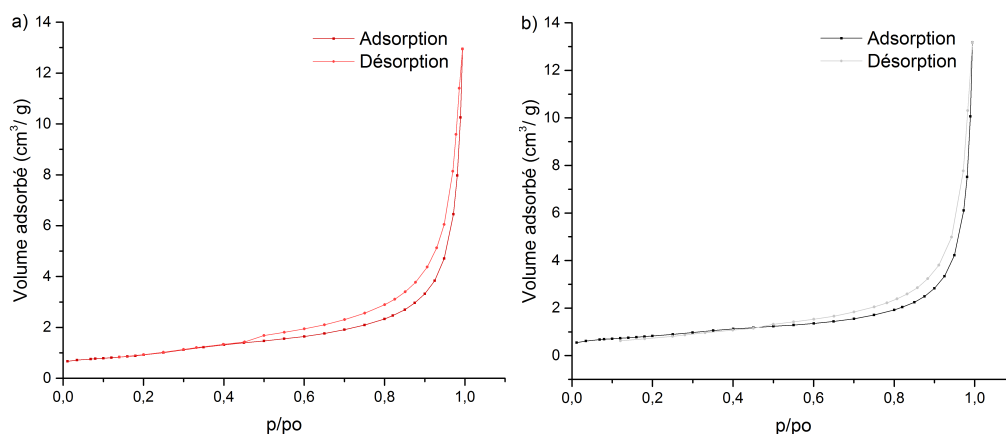 a)
Adsorption
Désorption
Volume adsorbé (cm³/ g)
14
12
10
8
6
4
2
0
0,0 0,2 0,4 0,6 0,8 1,0
p/po
b)
Adsorption
Désorption
Volume adsorbé (cm³/ g)
14
12
10
8
6
4
2
0
0,0 0,2 0,4 0,6 0,8 1,0
p/po